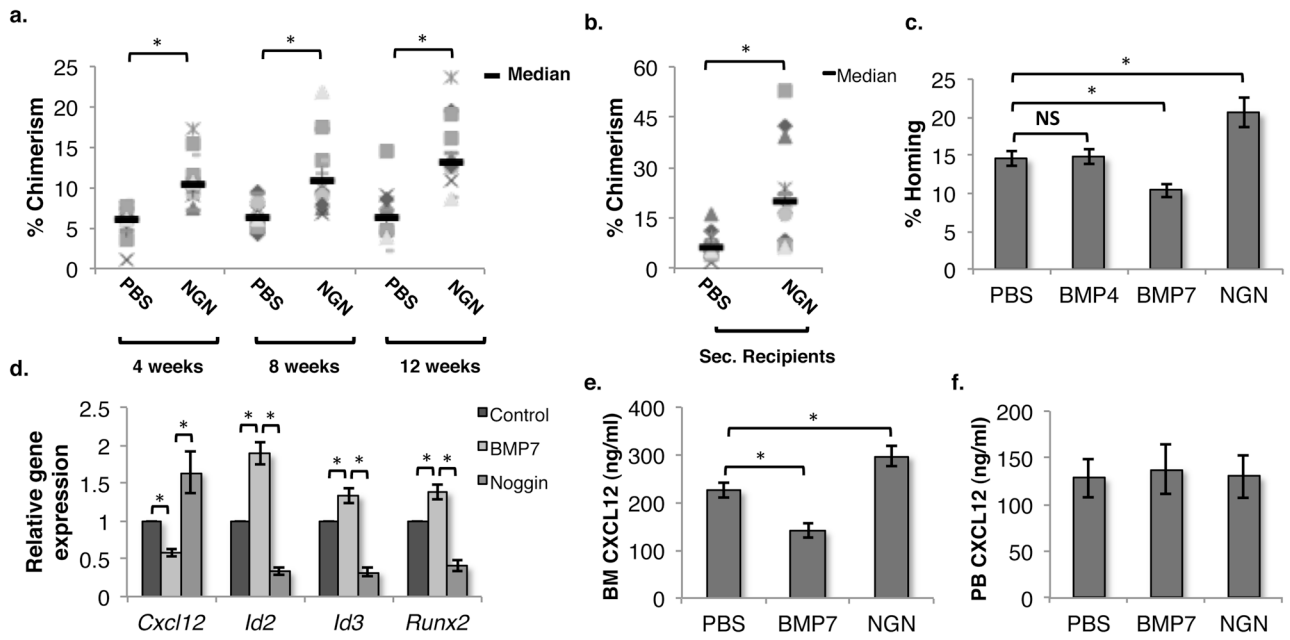 a.
*
*
*
25
20
15
10
5
0
% Chimerism
Median
PBS
NGN
PBS
NGN
PBS
NGN
4 weeks
8 weeks
12 weeks
b.
*
60
45
30
15
0
% Chimerism
Median
PBS
NGN
Sec. Recipients
c.
*
*
NS
25
20
15
10
5
0
% Homing
PBS BMP4 BMP7 NGN
d.
2.5
2
1.5
1
0.5
0
Relative gene
expression
* *
* * *
* *
* *
Control
BMP7
Noggin
Cxcl12 Id2 Id3 Runx2
e.
*
*
400
300
200
100
0
BM CXCL12 (ng/ml)
PBS BMP7 NGN
f.
200
150
100
50
0
PB CXCL12 (ng/ml)
PBS BMP7 NGN